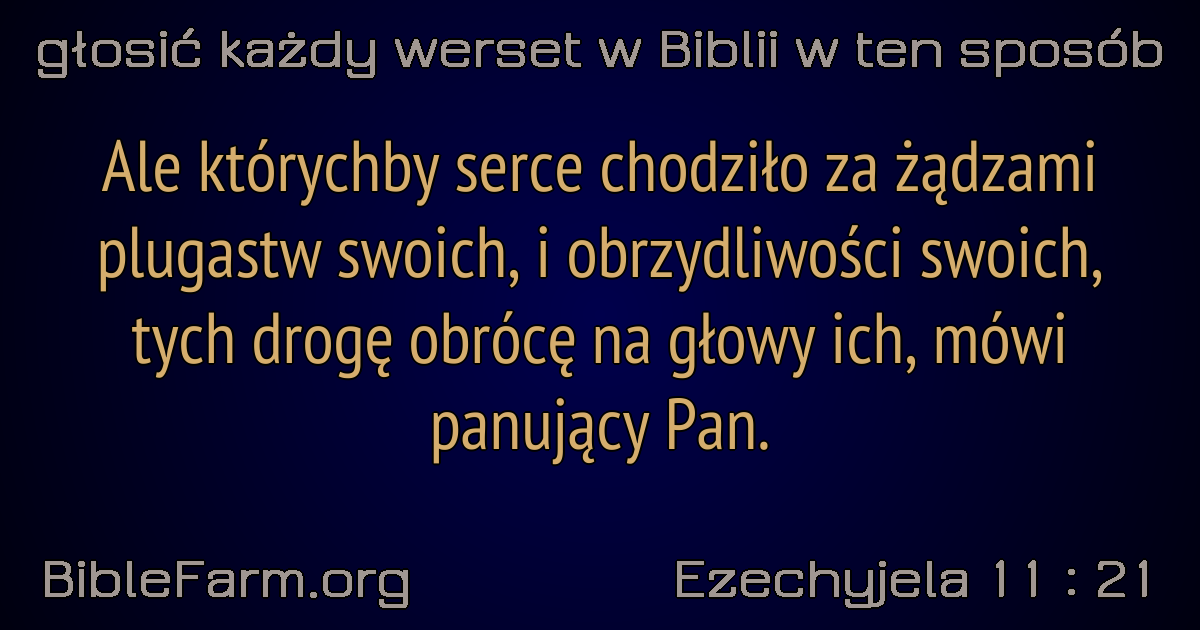 głosić każdy werset w Biblii w ten sposób
Ale którychby serce chodziło za żądzami
plugastw swoich, i obrzydliwości swoich,
tych drogę obrócę na głowy ich, mówi
panujący Pan.
BibleFarm.org
Ezechyjela 11 : 21